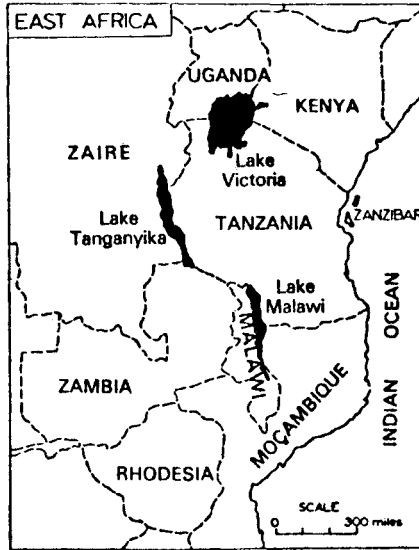 EAST AFRICA
UGANDA
KENYA
ZAIRE
Lake
Victoria
ZANZIBAR
Lake
Tanganyika
TANZANIA
Lake
Malawi
MALAWI
INDIAN OCEAN
ZAMBIA
MOÇAMBIQUE
RHODESIA
SCALE
0 300 miles